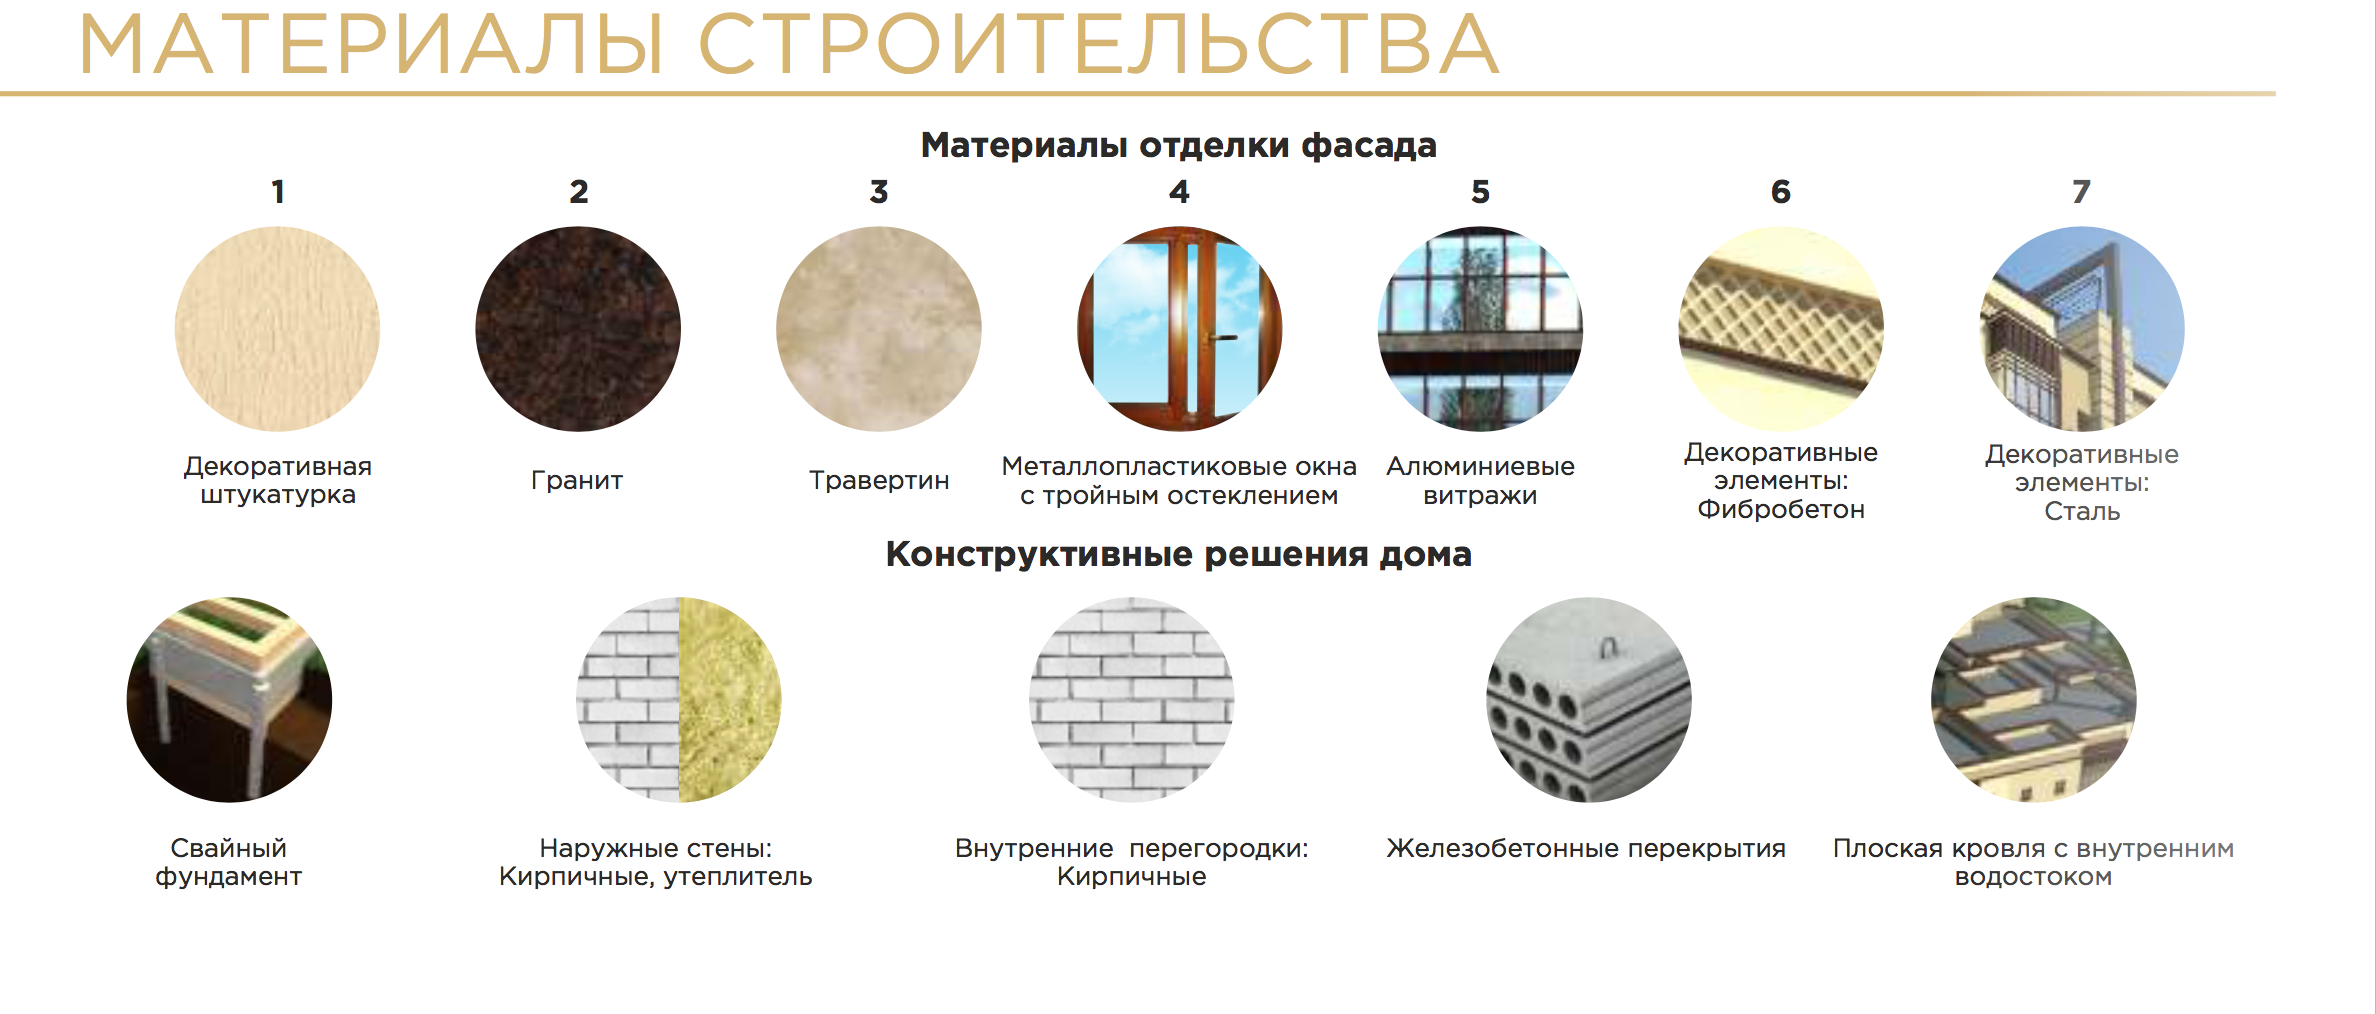 МАТЕРИАЛЫ СТРОИТЕЛЬСТВА
Материалы отделки фасада
1 2 3 4 5 6 7
Декоративная
штукатурка
Гранит
Травертин
Металлопластиковые окна
с тройным остеклением
Алюминиевые
витражи
Декоративные
элементы:
Фибробетон
Декоративные
элементы:
Сталь
Конструктивные решения дома
Свайный
фундамент
Наружные стены:
Кирпичные, утеплитель
Внутренние перегородки:
Кирпичные
Железобетонные перекрытия
Плоская кровля с внутренним
водостоком